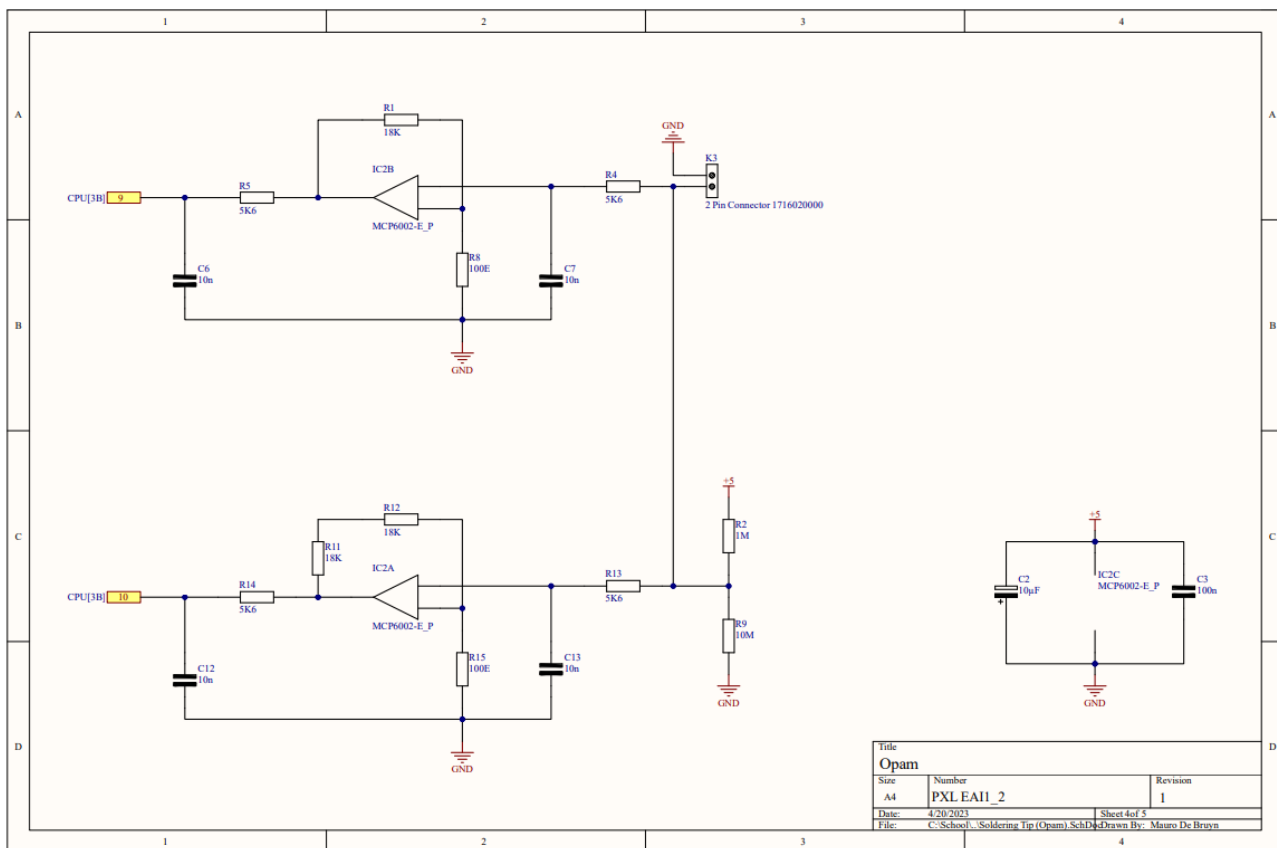 1 2 3 4
A A
R1
18K
GND
K3
IC2B
R5
R4
CPU[3B] 9
5K6
5K6
2 Pin Connector 1716020000
MCP6002-E_P
R8
100E
C6
10n
C7
10n
B B
GND
+5
R12
18K
R2
1M
+5
C C
R11
18K
IC2A
R14
R13
IC2C
MCP6002-E_P
C2
10µF
+
C3
100n
CPU[3B] 10
5K6
5K6
MCP6002-E_P
R9
10M
R15
100E
C12
10n
C13
10n
GND
GND
D D
GND
Title
Opam
Size Number Revision
A4 PXL EAI1_2 1
Date: 4/20/2023 Sheet 4of 5
File: C:\School\..\Soldering Tip (Opam).SchDoc Drawn By: Mauro De Bruyn
1 2 3 4